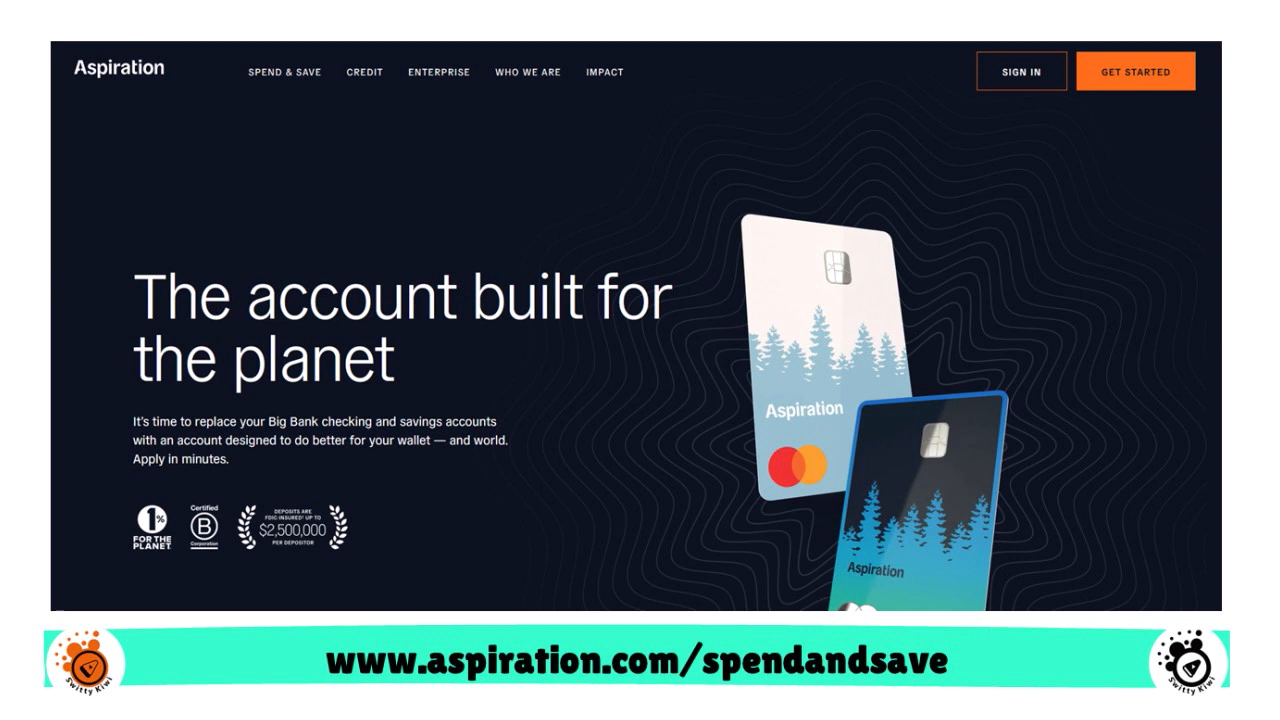 Aspiration
SPEND & SAVE
CREDIT
ENTERPRISE
WHO WE ARE
IMPACT
SIGN IN
GET STARTED
The account built for
the planet
It's time to replace your Big Bank checking and savings accounts
with an account designed to do better for your wallet — and world.
Apply in minutes.
1%
FOR THE
PLANET
Certified
B
Corporation
DEPOSITS ARE
FDIC-INSURED¹ UP TO
$2,500,000
PER DEPOSITOR
Aspiration
Aspiration
www.aspiration.com/spendandsave
Switty Kiwi
Switty Kiwi